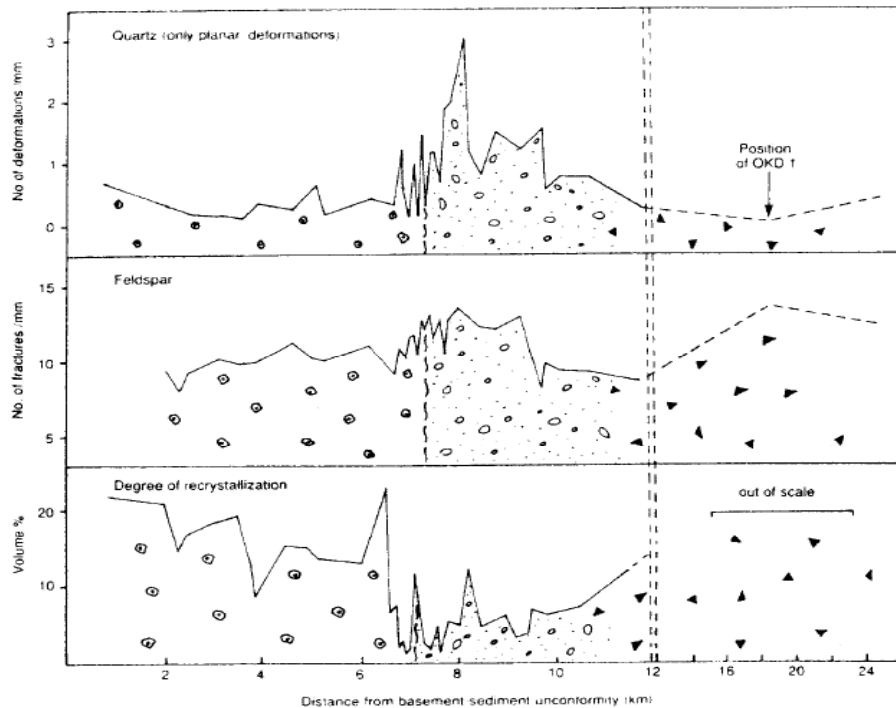 3
2
1
0
No of deformations /mm
Quartz (only planar deformations)
Position
of OKD 1
15
10
5
No. of fractures /mm
Feldspar
20
10
Volume %
Degree of recrystallization
out of scale
2
4
6
8
10
12
16
20
24
Distance from basement sediment unconformity (km)